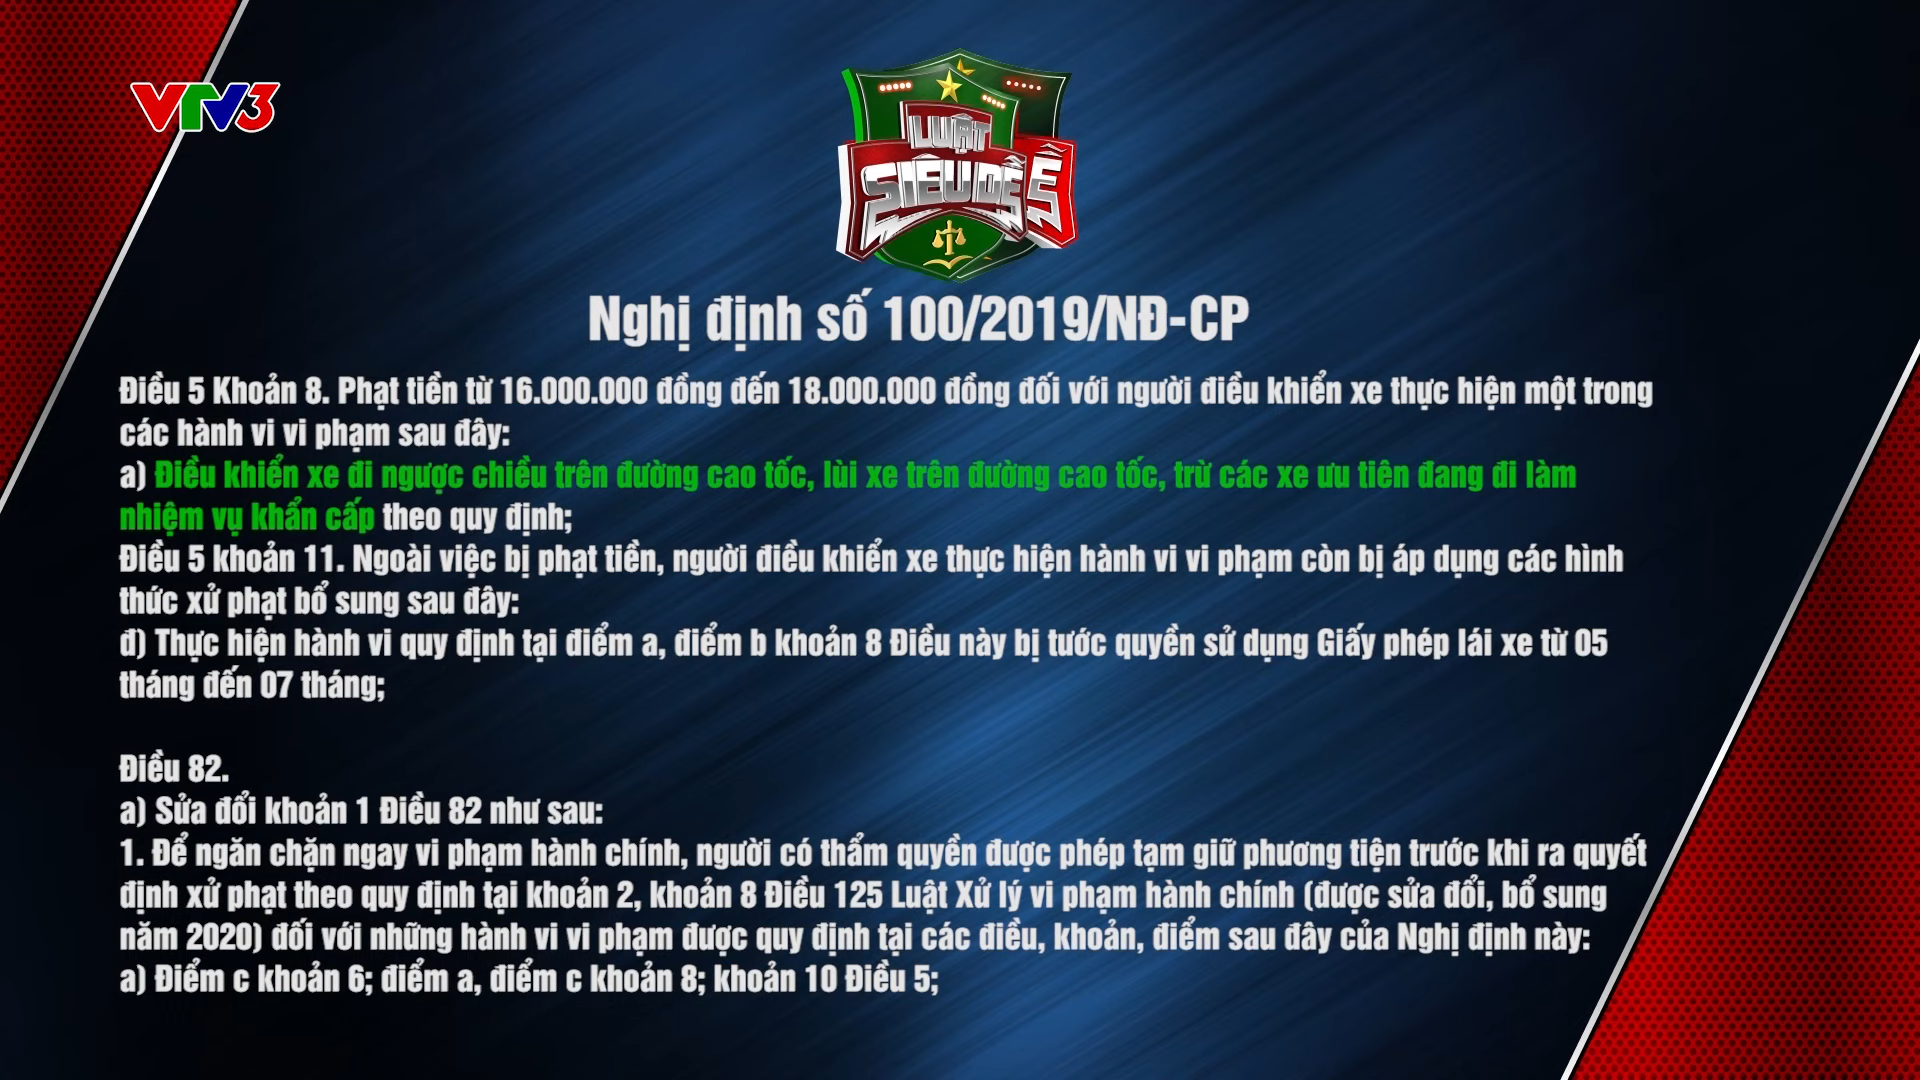 VTV3
LUẬT
SIÊU DỄ
Nghị định số 100/2019/NĐ-CP
Điều 5 Khoản 8. Phạt tiền từ 16.000.000 đồng đến 18.000.000 đồng đối với người điều khiển xe thực hiện một trong
các hành vi vi phạm sau đây:
a) Điều khiển xe đi ngược chiều trên đường cao tốc, lùi xe trên đường cao tốc, trừ các xe ưu tiên đang đi làm
nhiệm vụ khẩn cấp theo quy định;
Điều 5 khoản 11. Ngoài việc bị phạt tiền, người điều khiển xe thực hiện hành vi vi phạm còn bị áp dụng các hình
thức xử phạt bổ sung sau đây:
đ) Thực hiện hành vi quy định tại điểm a, điểm b khoản 8 Điều này bị tước quyền sử dụng Giấy phép lái xe từ 05
tháng đến 07 tháng;
Điều 82.
a) Sửa đổi khoản 1 Điều 82 như sau:
1. Để ngăn chặn ngay vi phạm hành chính, người có thẩm quyền được phép tạm giữ phương tiện trước khi ra quyết
định xử phạt theo quy định tại khoản 2, khoản 8 Điều 125 Luật Xử lý vi phạm hành chính (được sửa đổi, bổ sung
năm 2020) đối với những hành vi vi phạm được quy định tại các điều, khoản, điểm sau đây của Nghị định này:
a) Điểm c khoản 6; điểm a, điểm c khoản 8; khoản 10 Điều 5;